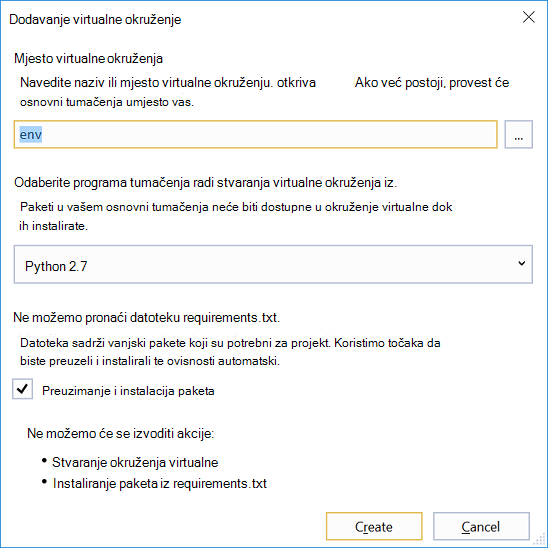 Dodavanje virtualne okruženje
Mjesto virtualne okruženja
Navedite naziv ili mjesto virtualne okruženju. otkriva Ako već postoji, provest će
osnovni tumačenja umjesto vas.
env
...
Odaberite programa tumačenja radi stvaranja virtualne okruženja iz.
Paketi u vašem osnovni tumačenja neće biti dostupne u okruženje virtualne dok
ih instalirate.
Python 2.7
Ne možemo pronaći datoteku requirements.txt.
Datoteka sadrži vanjski pakete koji su potrebni za projekt. Koristimo točaka da
biste preuzeli i instalirali te ovisnosti automatski.
Preuzimanje i instalacija paketa
Ne možemo će se izvoditi akcije:
• Stvaranje okruženja virtualne
• Instaliranje paketa iz requirements.txt
Create Cancel